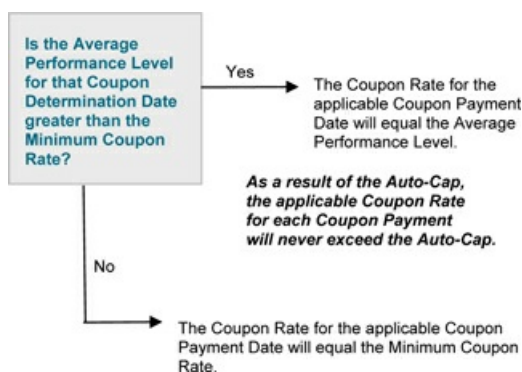 Is the Average
Performance Level
for that Coupon
Determination Date
greater than the
Minimum Coupon
Rate?
Yes
The Coupon Rate for the
applicable Coupon Payment
Date will equal the Average
Performance Level.
As a result of the Auto-Cap,
the applicable Coupon Rate
for each Coupon Payment
will never exceed the Auto-Cap.
No
The Coupon Rate for the applicable Coupon
Payment Date will equal the Minimum Coupon
Rate.